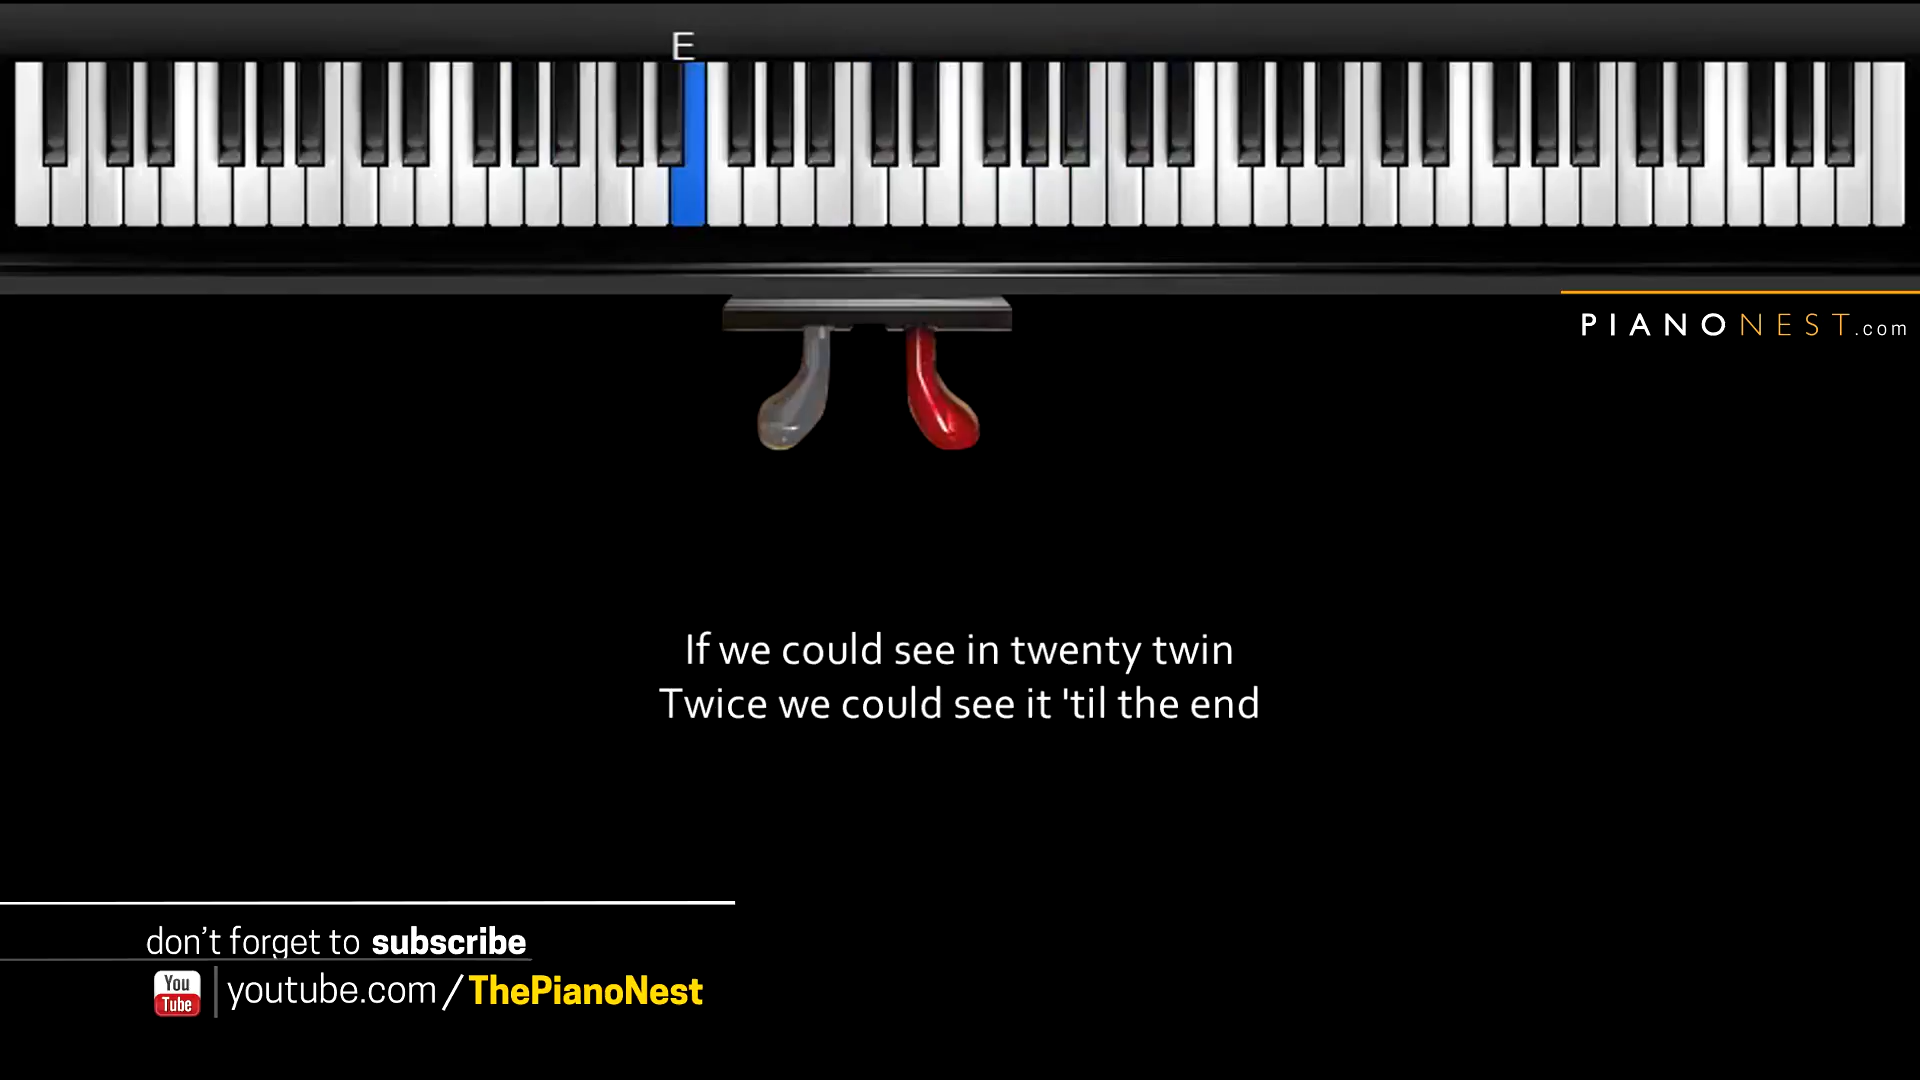 E
PIANONEST.com
If we could see in twenty twin
Twice we could see it 'til the end
don't forget to subscribe
You
Tube
youtube.com/ThePianoNest